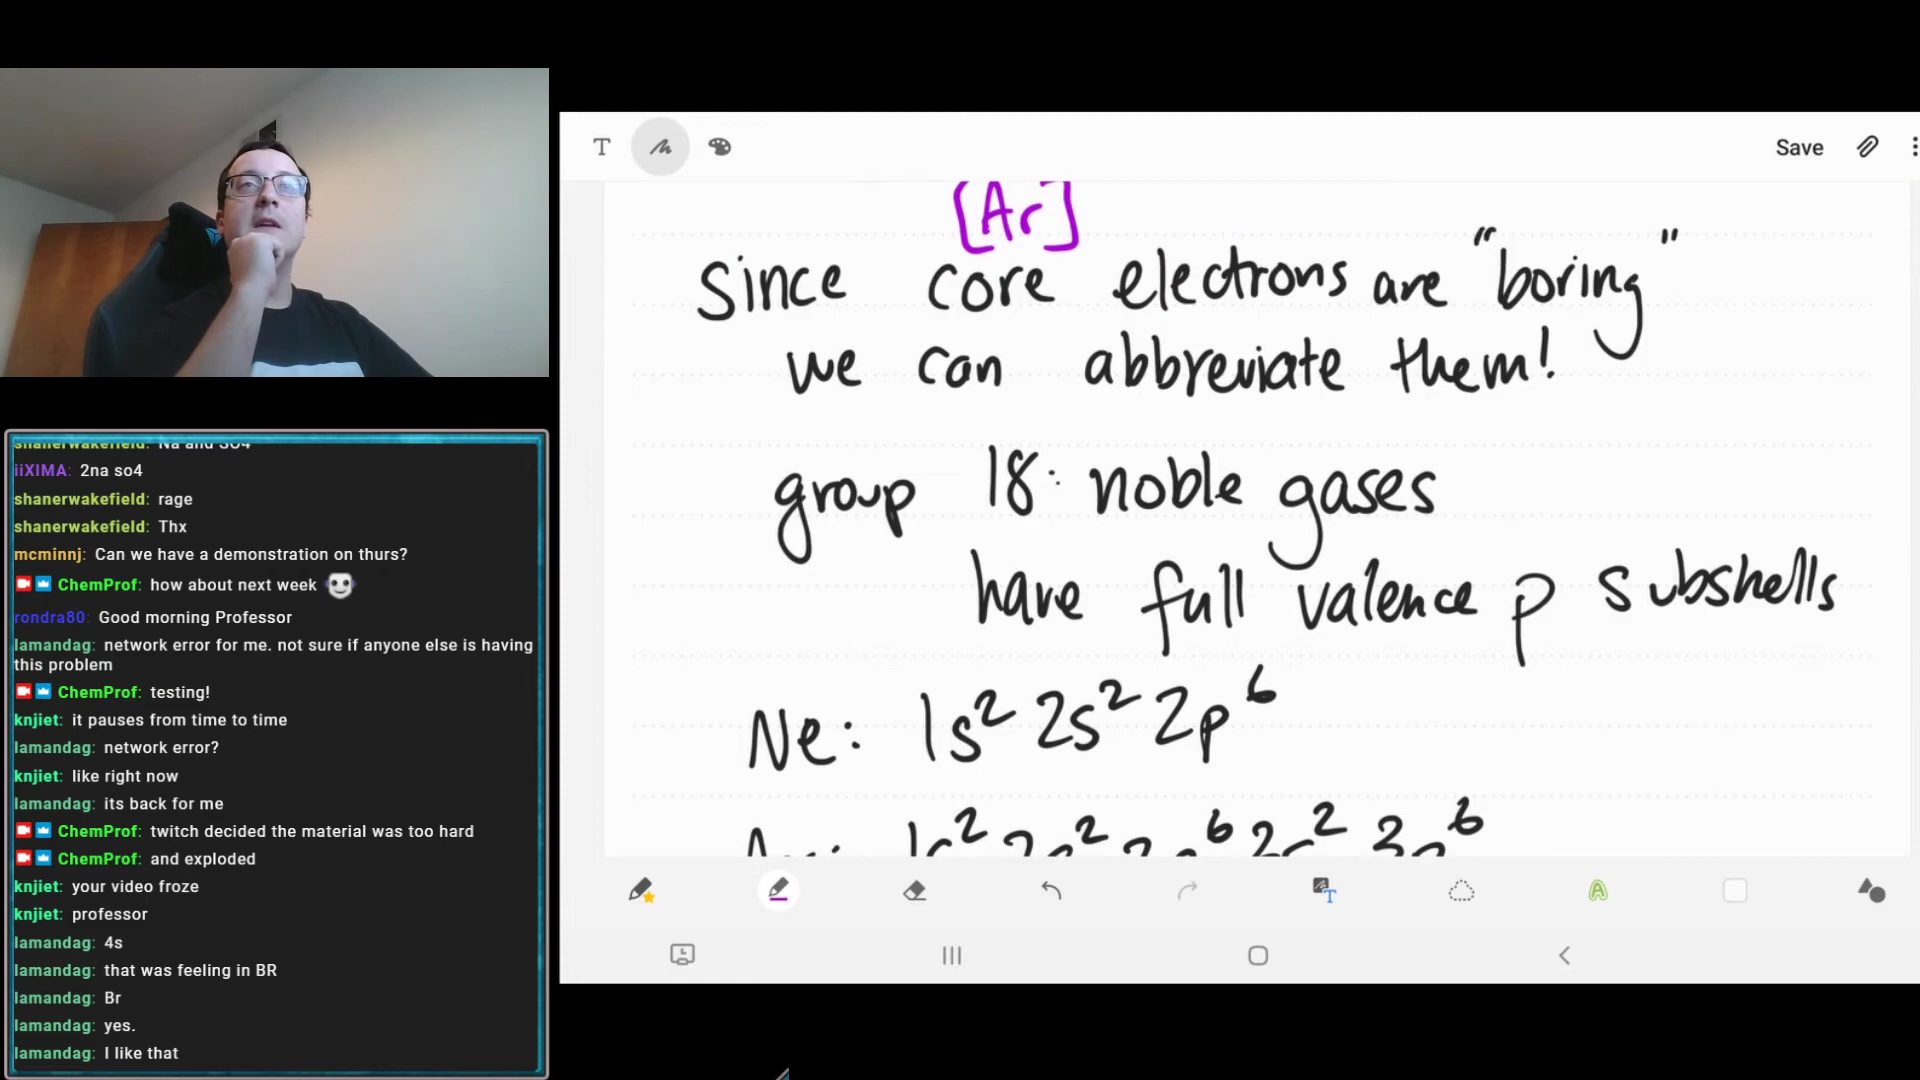 shanerwakefield: Na and SO4
iiXIMA: 2na so4
shanerwakefield: rage
shanerwakefield: Thx
mcminnj: Can we have a demonstration on thurs?
ChemProf: how about next week
rondra80: Good morning Professor
lamandag: network error for me. not sure if anyone else is having
this problem
ChemProf: testing!
knjiet: it pauses from time to time
lamandag: network error?
knjiet: like right now
lamandag: its back for me
ChemProf: twitch decided the material was too hard
ChemProf: and exploded
knjiet: your video froze
knjiet: professor
lamandag: 4s
lamandag: that was feeling in BR
lamandag: Br
lamandag: yes.
lamandag: I like that
T
Save
[Ar]
Since core electrons are "boring"
we can abbreviate them!
group 18: noble gases
have full valence p subshells
Ne: 1s² 2s² 2p⁶
1s² 2s² 2p⁶ 3s² 3p⁶